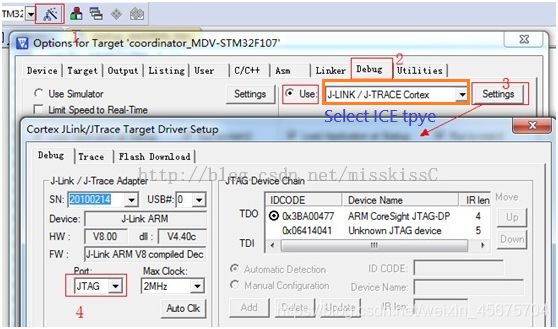 STM32
1
Options for Target 'coordinator_MDV-STM32F107'
2
Device | Target | Output | Listing | User | C/C++ | Asm | Linker | Debug | Utilities
Use Simulator Settings Use: J-LINK / J-TRACE Cortex Settings
3
Limit Speed to Real-Time
Select ICE tpye
Cortex JLink/JTrace Target Driver Setup
Debug | Trace | Flash Download
http://blog.csdn.net/misskissC
J-Link / J-Trace Adapter
SN: 20100214 USB#: 0
Device: J-Link ARM
HW : V8.00 dll : V4.40c
FW : J-Link ARM V8 compiled Dec
Port: Max Clock:
JTAG 2MHz
4
Auto Clk
JTAG Device Chain
IDCODE Device Name IR len Move
TDO 0x3BA00477 ARM CoreSight JTAG-DP 4 Up
0x06414041 Unknown JTAG device 5
TDI Down
Automatic Detection ID CODE:
Manual Configuration Device Name:
Add Delete Update IR len:
https://blog.csdn.net/weixin_45675704